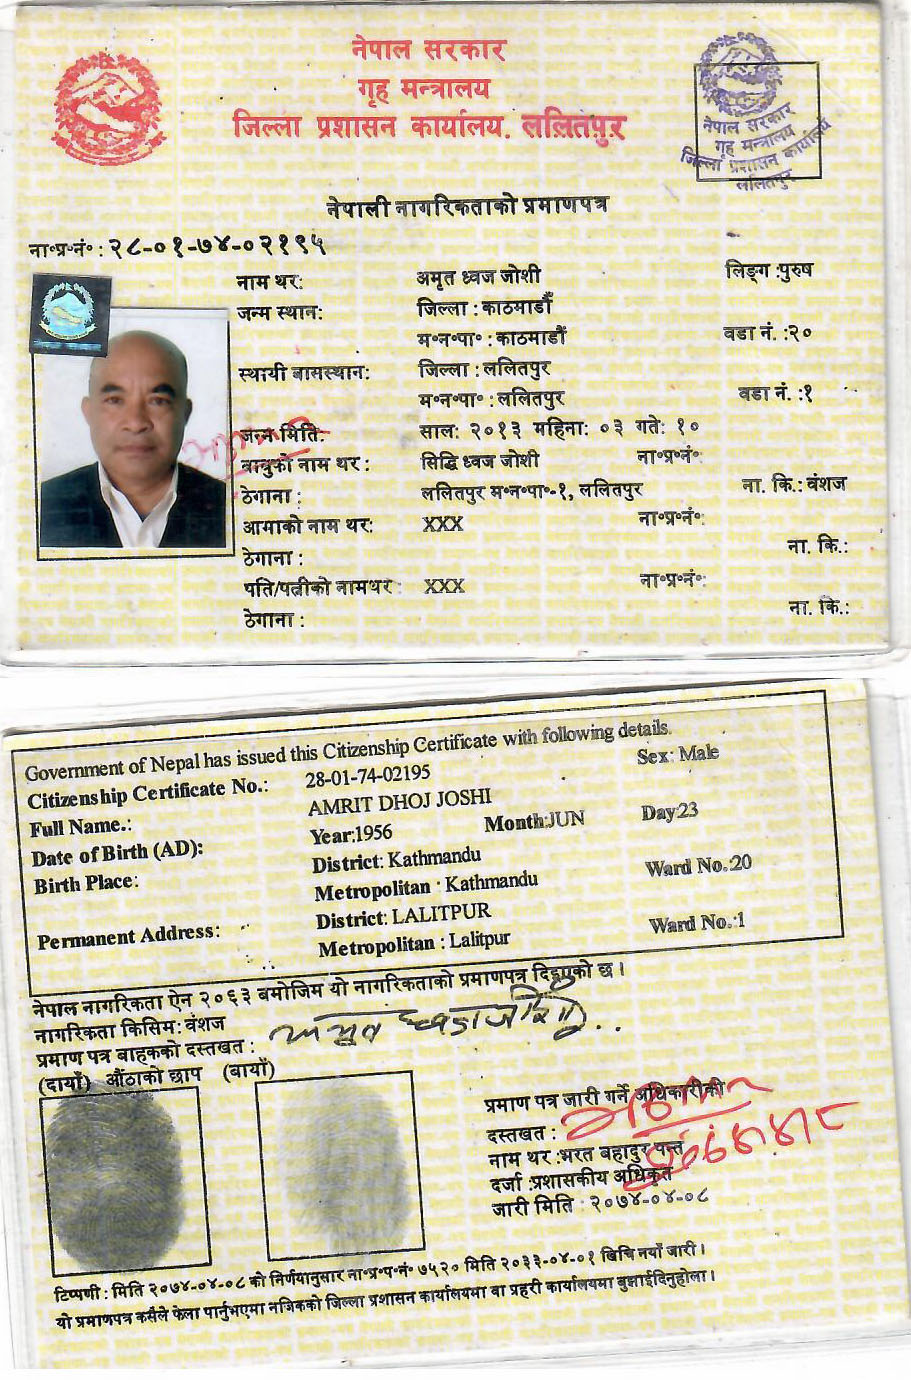 नेपाल सरकार
गृह मन्त्रालय
जिल्ला प्रशासन कार्यालय, ललितपुर
नेपाल सरकार
गृह मन्त्रालय
जिल्ला प्रशासन कार्यालय
ललितपुर
नेपाली नागरिकताको प्रमाणपत्र
ना॰प्र॰नं॰ : २८-०१-७४-०२१९५
नाम थर: अमृत ध्वज जोशी लिङ्ग :पुरुष
जन्म स्थान: जिल्ला : काठमाडौँ
म॰न॰पा॰ : काठमाडौँ वडा नं. :२०
स्थायी बासस्थान: जिल्ला : ललितपुर
म॰न॰पा॰ : ललितपुर वडा नं. :१
जन्म मिति: साल: २०१३ महिना: ०३ गते: १०
बाबुको नाम थर : सिद्धि ध्वज जोशी ना॰प्र॰नं॰
ठेगाना : ललितपुर म॰न॰पा॰-१, ललितपुर ना. कि.: वंशज
आमाको नाम थर: XXX ना॰प्र॰नं॰:
ठेगाना : ना. कि.:
पति/पत्नीको नामथर : XXX ना॰प्र॰नं॰:
ठेगाना : ना. कि.:
Government of Nepal has issued this Citizenship Certificate with following details.
Citizenship Certificate No.: 28-01-74-02195 Sex: Male
Full Name.: AMRIT DHOJ JOSHI
Date of Birth (AD): Year:1956 Month:JUN Day:23
Birth Place: District: Kathmandu
Metropolitan : Kathmandu Ward No.:20
Permanent Address: District: LALITPUR
Metropolitan : Lalitpur Ward No.:1
नेपाल नागरिकता ऐन २०६३ बमोजिम यो नागरिकताको प्रमाणपत्र दिइएको छ।
नागरिकता किसिम: वंशज
प्रमाण पत्र बाहकको दस्तखत :
(दायाँ) औंठाको छाप (बायाँ)
प्रमाण पत्र जारी गर्ने अधिकारीको
दस्तखत :
नाम थर :भरत बहादुर पन्त
दर्जा :प्रशासकीय अधिकृत
जारी मिति : २०७४-०४-०८
टिप्पणी : मिति २०७४-०४-०८ को निर्णयानुसार ना॰प्र॰प॰नं॰ ७५२० मिति २०३३-०४-०१ खिचि नयाँ जारी।
यो प्रमाणपत्र कसैले फेला पार्नुभएमा नजिकको जिल्ला प्रशासन कार्यालयमा वा प्रहरी कार्यालयमा बुझाईदिनुहोला।